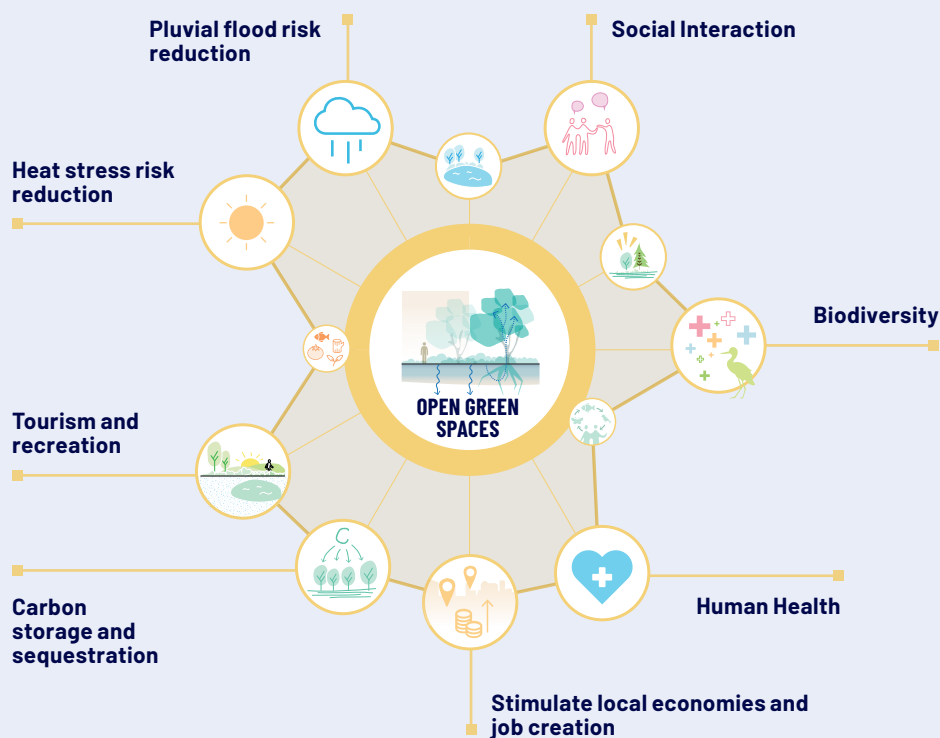 Pluvial flood risk
reduction
Social Interaction
Heat stress risk
reduction
Biodiversity
OPEN GREEN
SPACES
Tourism and
recreation
C
Carbon
storage and
sequestration
Human Health
Stimulate local economies and
job creation